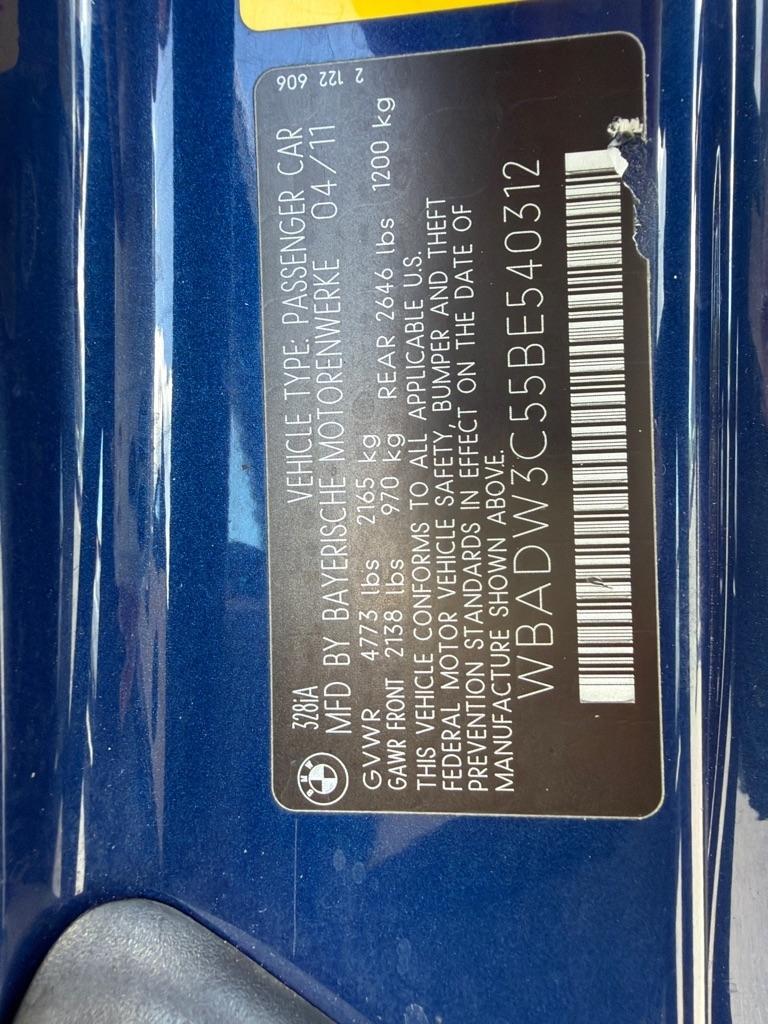 2 122 606
BMW
328iA VEHICLE TYPE: PASSENGER CAR
MFD BY BAYERISCHE MOTORENWERKE 04/11
GVWR 4773 lbs 2165 kg
GAWR FRONT 2138 lbs 970 kg REAR 2646 lbs 1200 kg
THIS VEHICLE CONFORMS TO ALL APPLICABLE U.S.
FEDERAL MOTOR VEHICLE SAFETY, BUMPER AND THEFT
PREVENTION STANDARDS IN EFFECT ON THE DATE OF
MANUFACTURE SHOWN ABOVE.
WBADW3C55BE540312